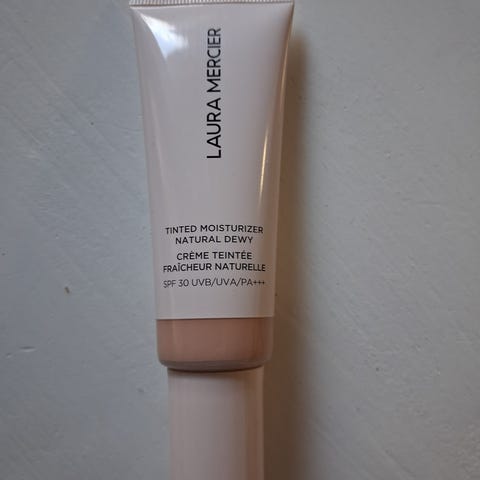 LAURA MERCIER
TINTED MOISTURIZER
NATURAL DEWY
CRÈME TEINTÉE
FRAÎCHEUR NATURELLE
SPF 30 UVB/UVA/PA+++